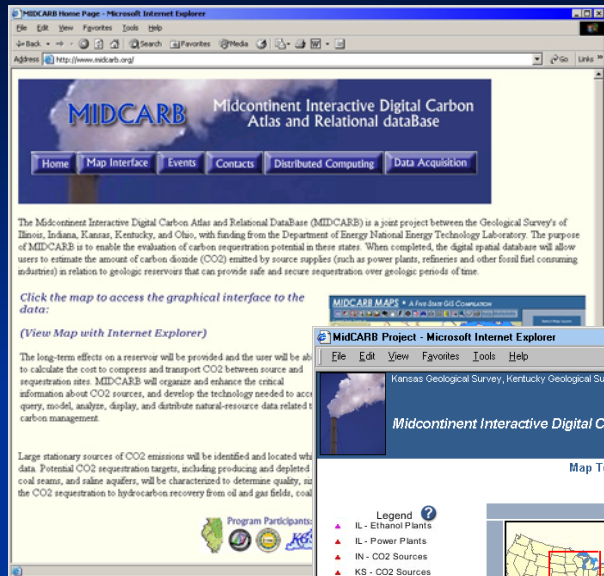 MIDCARB Home Page - Microsoft Internet Explorer
File Edit View Favorites Tools Help
Back Search Favorites Media
Address http://www.midcarb.org/ Go Links »
MIDCARB
Midcontinent Interactive Digital Carbon
Atlas and Relational dataBase
Home Map Interface Events Contacts Distributed Computing Data Acquisition
The Midcontinent Interactive Digital Carbon Atlas and Relational DataBase (MIDCARB) is a joint project between the Geological Survey's of
Illinois, Indiana, Kansas, Kentucky, and Ohio, with funding from the Department of Energy National Energy Technology Laboratory. The purpose
of MIDCARB is to enable the evaluation of carbon sequestration potential in these states. When completed, the digital spatial database will allow
users to estimate the amount of carbon dioxide (CO2) emitted by source supplies (such as power plants, refineries and other fossil fuel consuming
industries) in relation to geologic reservoirs that can provide safe and secure sequestration over geologic periods of time.
Click the map to access the graphical interface to the
data:
(View Map with Internet Explorer)
MIDCARB MAPS • A Five State GIS Compilation
The long-term effects on a reservoir will be provided and the user will be ab
to calculate the cost to compress and transport CO2 between source and
sequestration sites. MIDCARB will organize and enhance the critical
information about CO2 sources, and develop the technology needed to acce
query, model, analyze, display, and distribute natural-resource data related t
carbon management.
Large stationary sources of CO2 emissions will be identified and located whi
data. Potential CO2 sequestration targets, including producing and depleted
coal seams, and saline aquifers, will be characterized to determine quality, si
the CO2 sequestration to hydrocarbon recovery from oil and gas fields, coal
Program Participants:
KGS
MidCARB Project - Microsoft Internet Explorer
File Edit View Favorites Tools Help
Kansas Geological Survey, Kentucky Geological Su
Midcontinent Interactive Digital C
Map T
Legend ?
IL - Ethanol Plants
IL - Power Plants
IN - CO2 Sources
KS - CO2 Sources